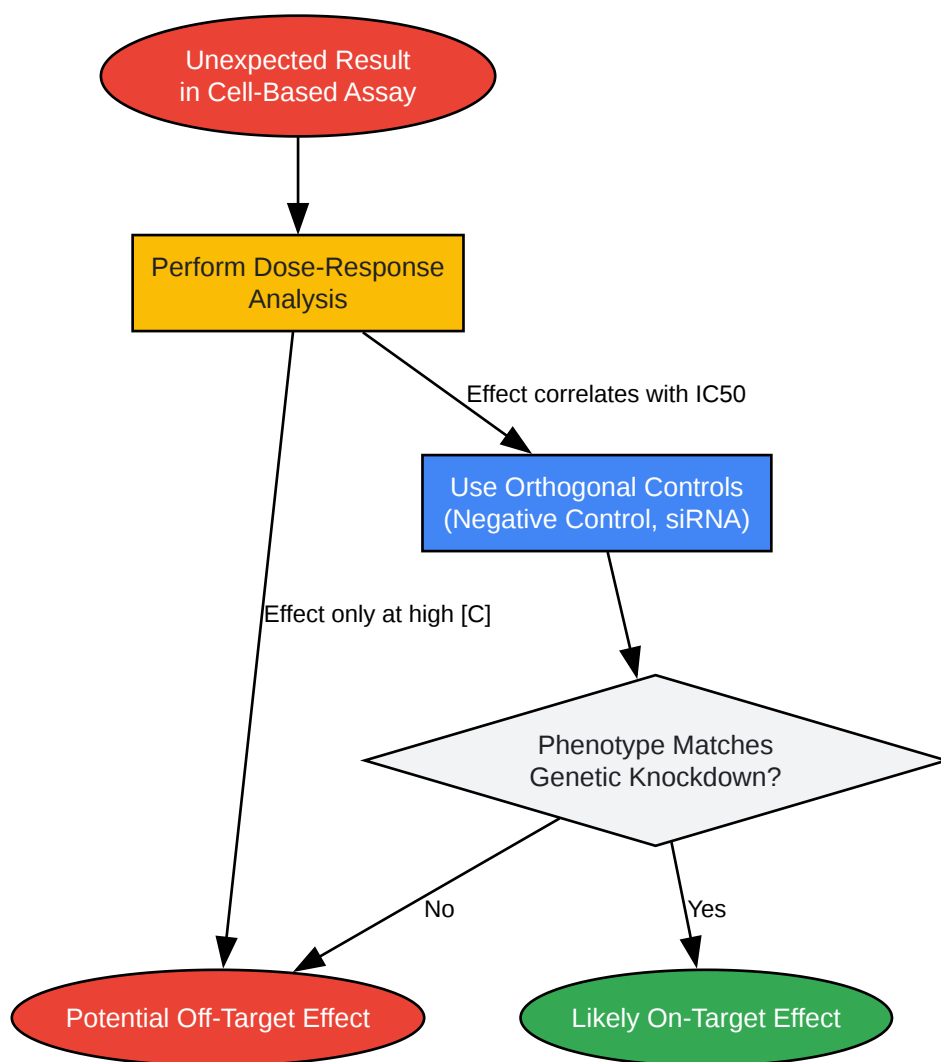 Unexpected Result
in Cell-Based Assay
Perform Dose-Response
Analysis
Effect correlates with IC50
Use Orthogonal Controls
(Negative Control, siRNA)
Effect only at high [C]
Phenotype Matches
Genetic Knockdown?
No
Yes
Potential Off-Target Effect
Likely On-Target Effect